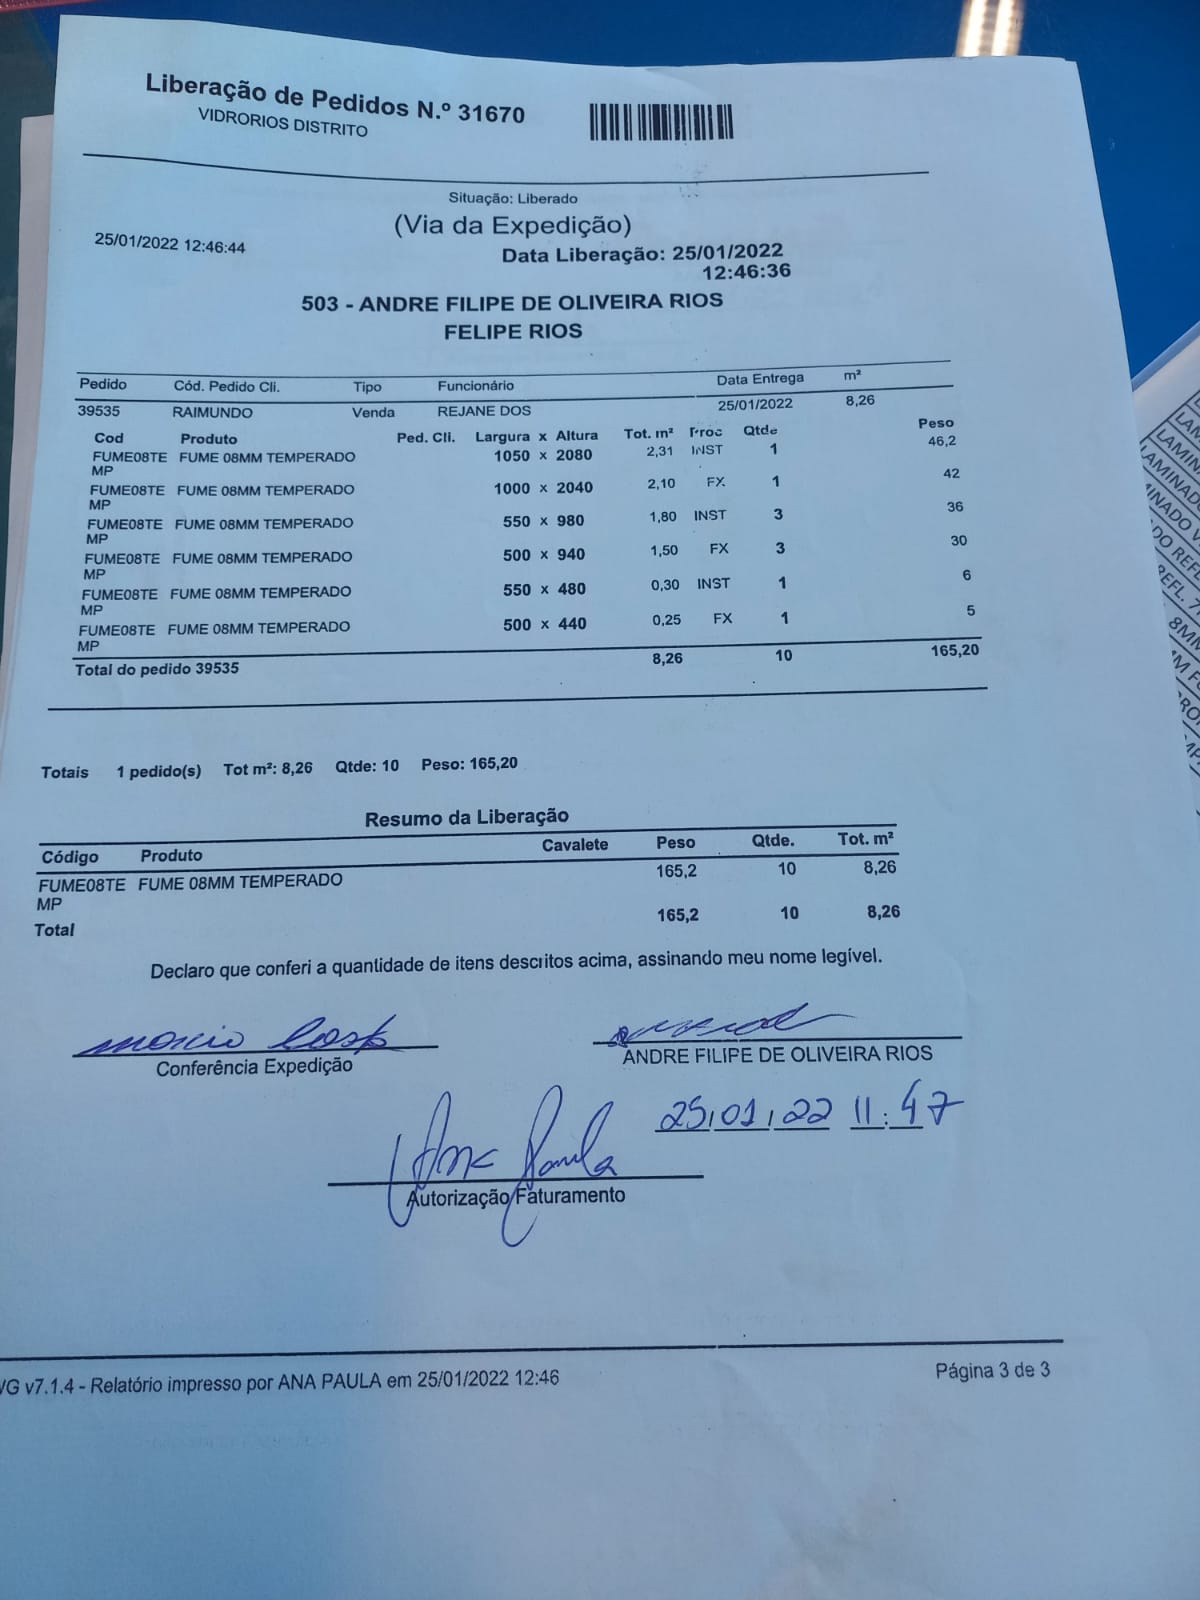 Liberação de Pedidos N.º 31670
VIDRORIOS DISTRITO
Situação: Liberado
(Via da Expedição)
25/01/2022 12:46:44
Data Liberação: 25/01/2022
12:46:36
503 - ANDRE FILIPE DE OLIVEIRA RIOS
FELIPE RIOS
Pedido Cód. Pedido Cli. Tipo Funcionário Data Entrega m²
39535 RAIMUNDO Venda REJANE DOS 25/01/2022 8,26
Cod Produto Ped. Cli. Largura x Altura Tot. m² Proc Qtde Peso
FUME08TE FUME 08MM TEMPERADO 1050 x 2080 2,31 INST 1 46,2
MP
FUME08TE FUME 08MM TEMPERADO 1000 x 2040 2,10 FX 1 42
MP
FUME08TE FUME 08MM TEMPERADO 550 x 980 1,80 INST 3 36
MP
FUME08TE FUME 08MM TEMPERADO 500 x 940 1,50 FX 3 30
MP
FUME08TE FUME 08MM TEMPERADO 550 x 480 0,30 INST 1 6
MP
FUME08TE FUME 08MM TEMPERADO 500 x 440 0,25 FX 1 5
MP
Total do pedido 39535 8,26 10 165,20
Totais 1 pedido(s) Tot m²: 8,26 Qtde: 10 Peso: 165,20
Resumo da Liberação
Código Produto Cavalete Peso Qtde. Tot. m²
FUME08TE FUME 08MM TEMPERADO 165,2 10 8,26
MP
Total 165,2 10 8,26
Declaro que conferi a quantidade de itens descritos acima, assinando meu nome legível.
Conferência Expedição
ANDRE FILIPE DE OLIVEIRA RIOS
25/01/22 11:47
Ana Paula
Autorização Faturamento
WG v7.1.4 - Relatório impresso por ANA PAULA em 25/01/2022 12:46
Página 3 de 3